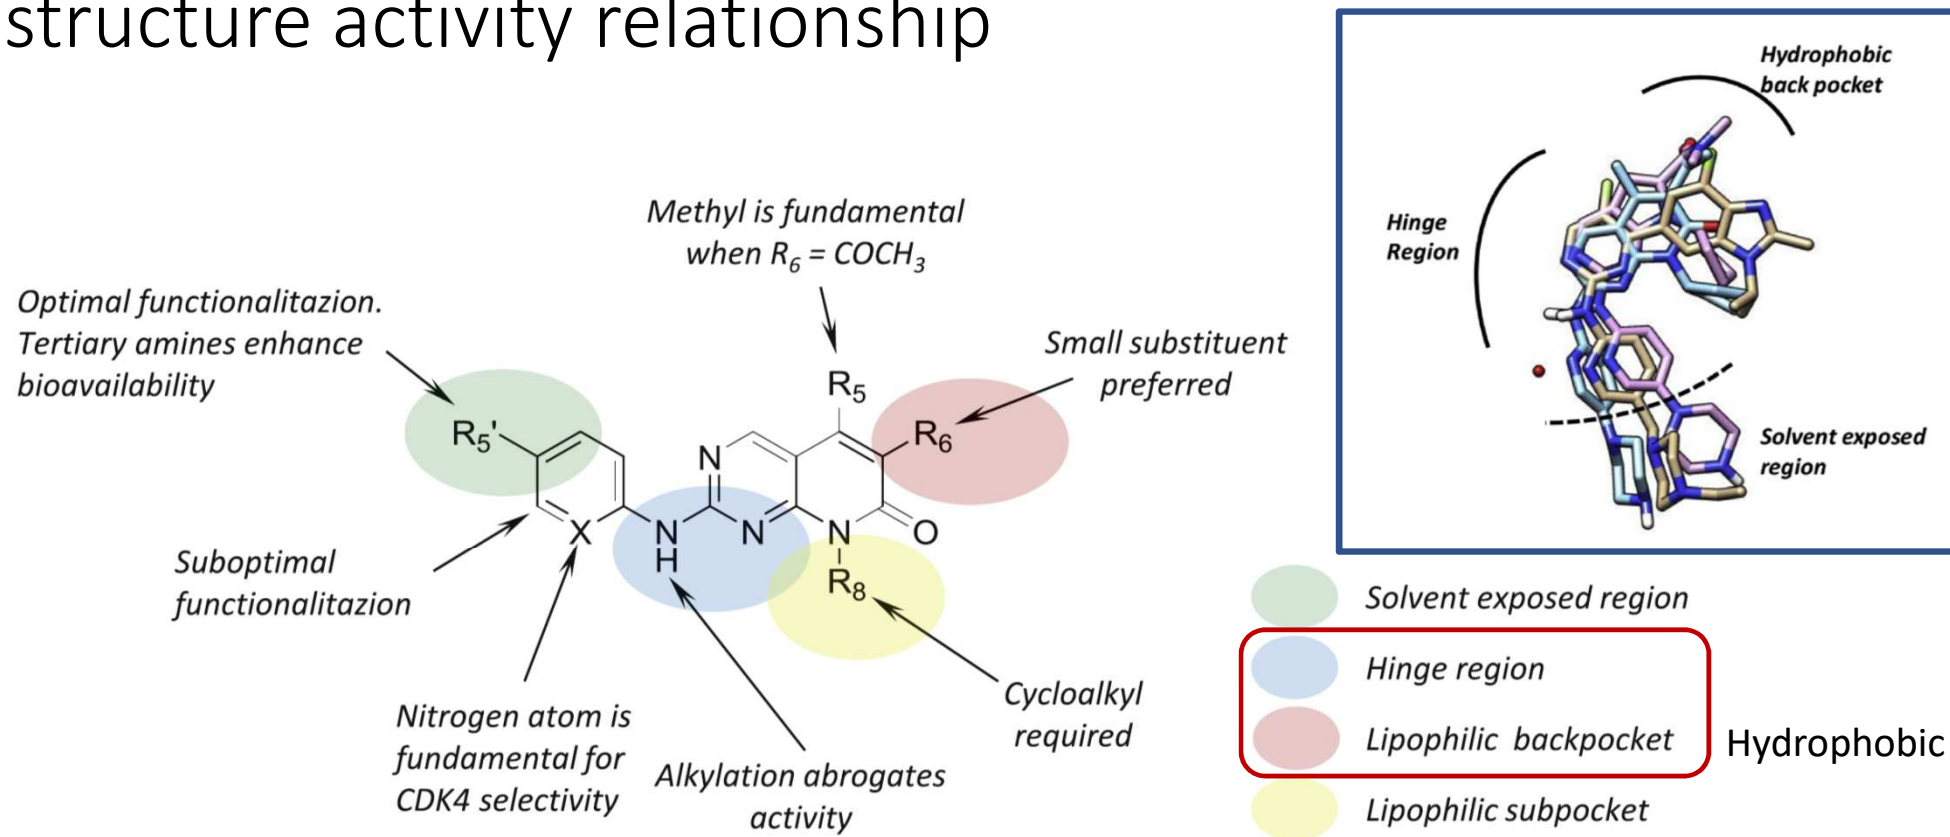 structure activity relationship
Hydrophobic
back pocket
Hinge
Region
Solvent exposed
region
Methyl is fundamental
when R6 = COCH3
Optimal functionalitazion.
Tertiary amines enhance
bioavailability
Small substituent
preferred
R5
R5'
R6
N
X
N
H
N
N
O
R8
Suboptimal
functionalitazion
Nitrogen atom is
fundamental for
CDK4 selectivity
Alkylation abrogates
activity
Cycloalkyl
required
Solvent exposed region
Hinge region
Lipophilic backpocket
Hydrophobic
Lipophilic subpocket